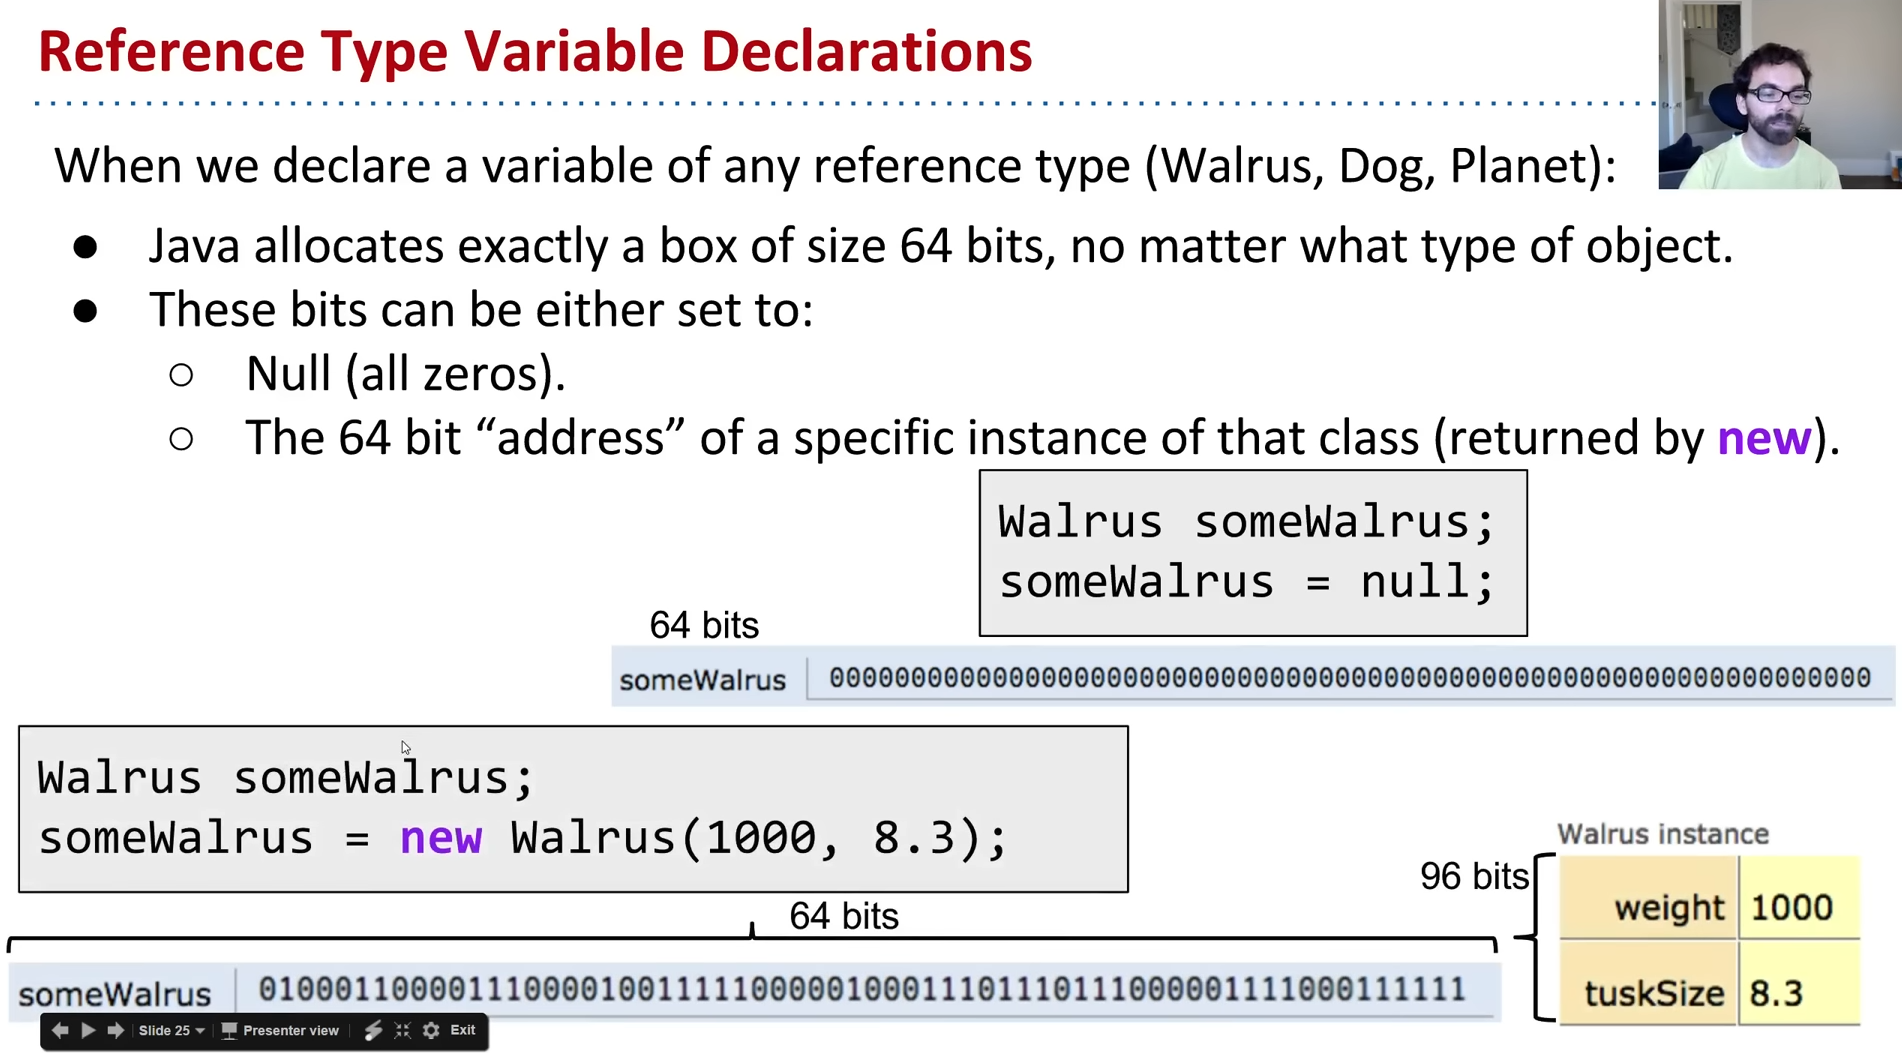 Reference Type Variable Declarations
When we declare a variable of any reference type (Walrus, Dog, Planet):
● Java allocates exactly a box of size 64 bits, no matter what type of object.
● These bits can be either set to:
○ Null (all zeros).
○ The 64 bit “address” of a specific instance of that class (returned by new).
Walrus someWalrus;
someWalrus = null;
64 bits
someWalrus 0000000000000000000000000000000000000000000000000000000000000000
Walrus someWalrus;
someWalrus = new Walrus(1000, 8.3);
64 bits
someWalrus
Walrus instance
96 bits
weight 1000
tuskSize 8.3
Slide 25 Presenter view Exit